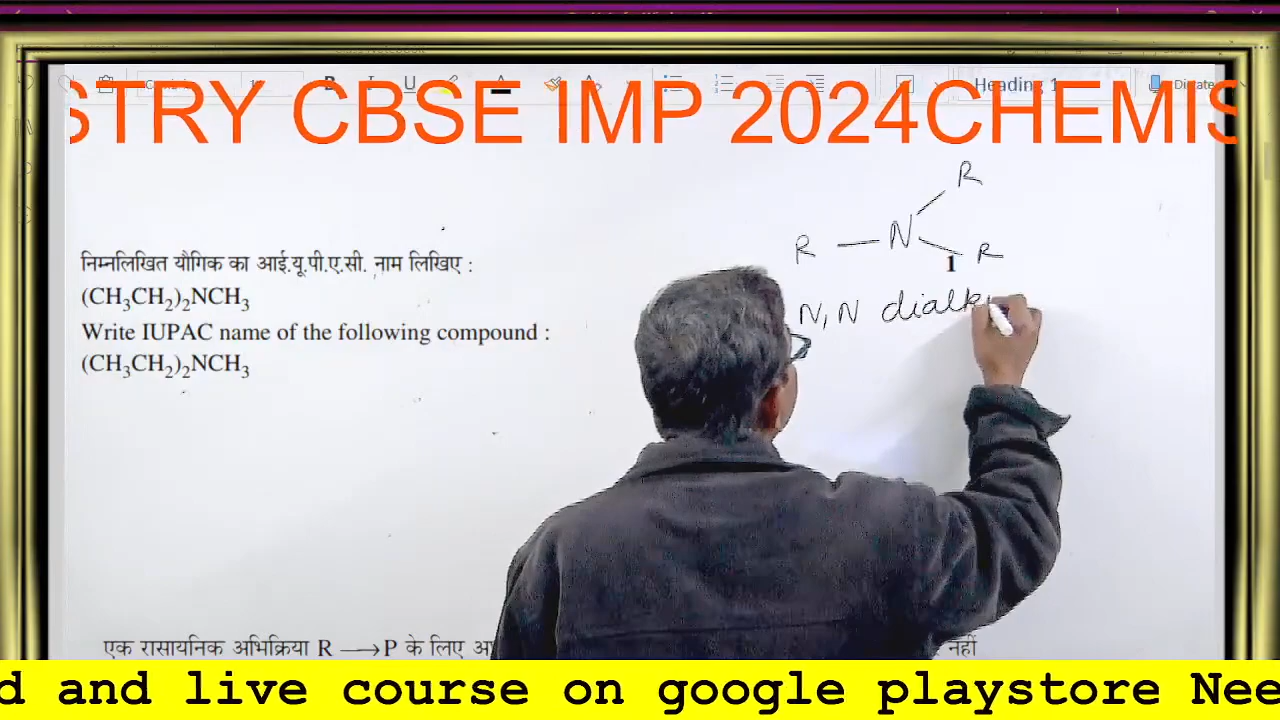 STRY CBSE IMP 2024CHEMIS
Heading 1
Dictate
R
R — N
R
1
N, N dialk
निम्नलिखित यौगिक का आई.यू.पी.ए.सी. नाम लिखिए :
(CH₃CH₂)₂NCH₃
Write IUPAC name of the following compound :
(CH₃CH₂)₂NCH₃
एक रासायनिक अभिक्रिया R ⟶P के लिए
नहीं
d and live course on google playstore Nee